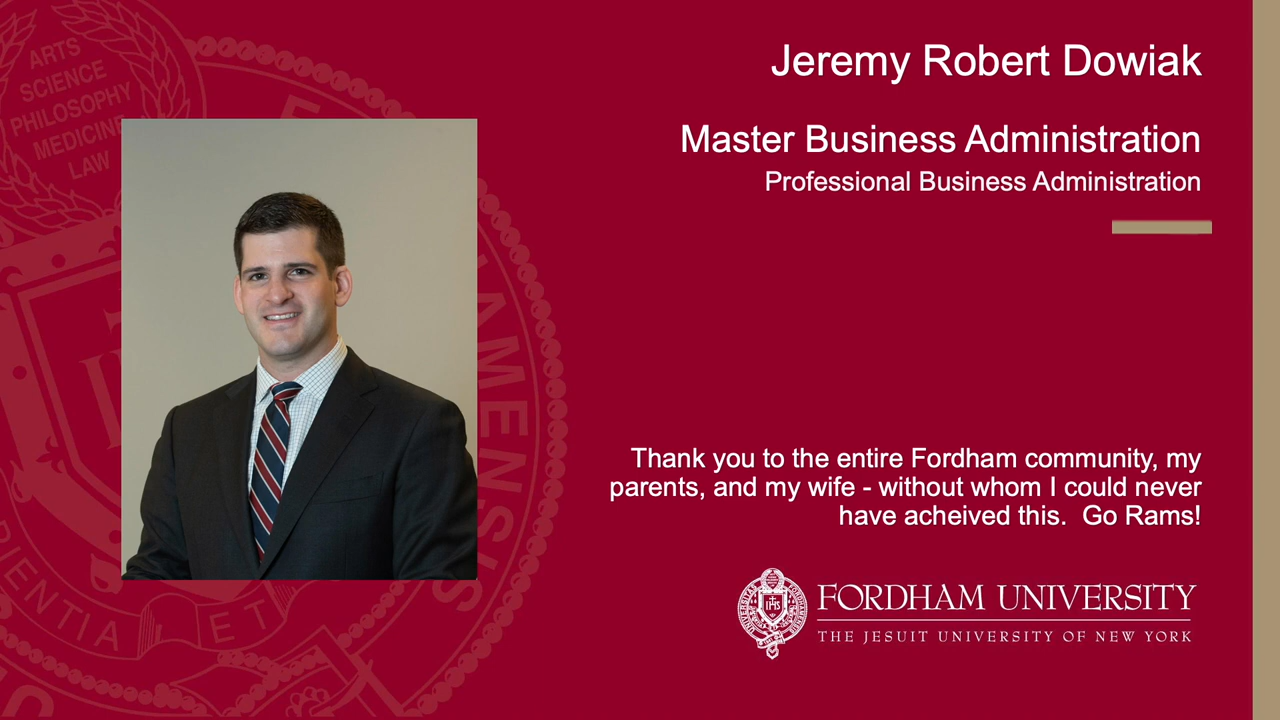 ARTS
SCIENCE
PHILOSOPHY
MEDICINE
LAW
Jeremy Robert Dowiak
Master Business Administration
Professional Business Administration
Thank you to the entire Fordham community, my
parents, and my wife - without whom I could never
have acheived this.  Go Rams!
FORDHAM UNIVERSITY
THE JESUIT UNIVERSITY OF NEW YORK